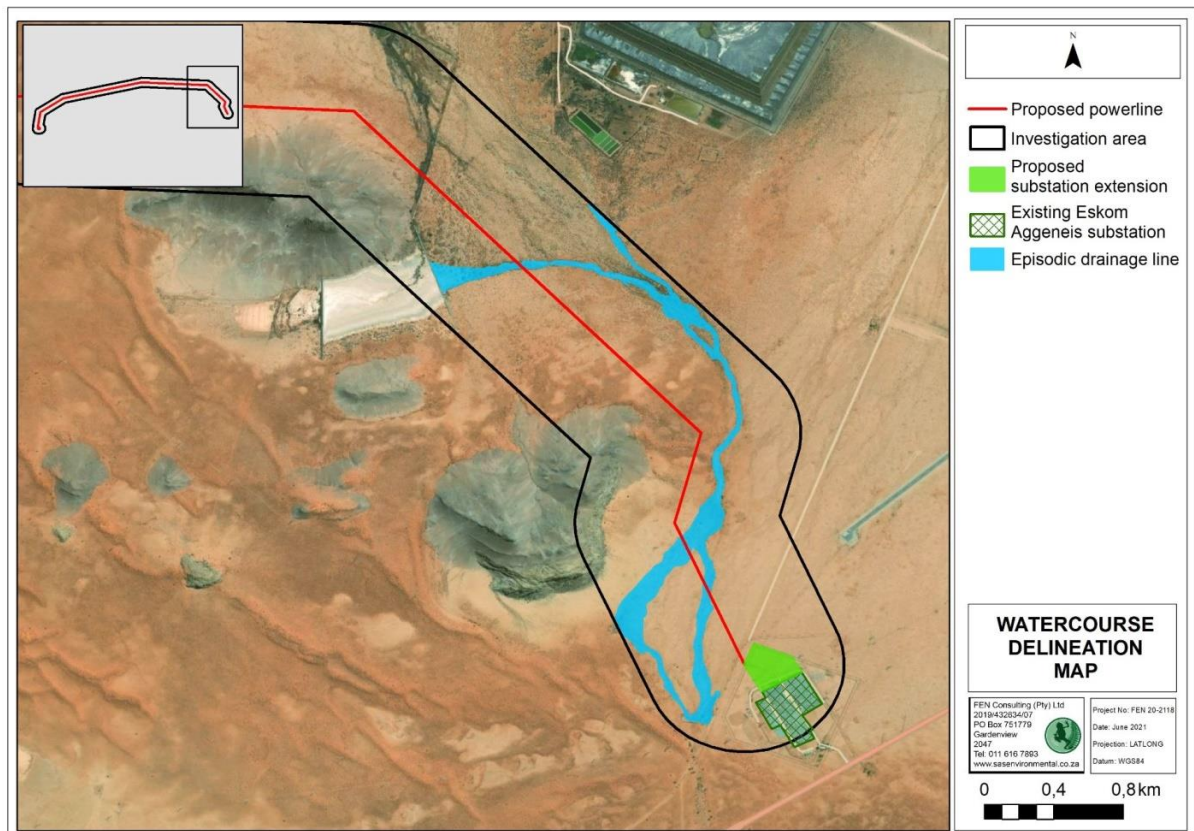 N
Proposed powerline
Investigation area
Proposed
substation extension
Existing Eskom
Aggeneis substation
Episodic drainage line
WATERCOURSE
DELINEATION
MAP
FEN Consulting (Pty) Ltd
2019/432634/07
PO Box 751779
Gardenview
2047
Tel: 011 616 7893
www.sasenvironmental.co.za
Project No: FEN 20-2118
Date: June 2021
Projection: LATLONG
Datum: WGS84
0 0,4 0,8 km